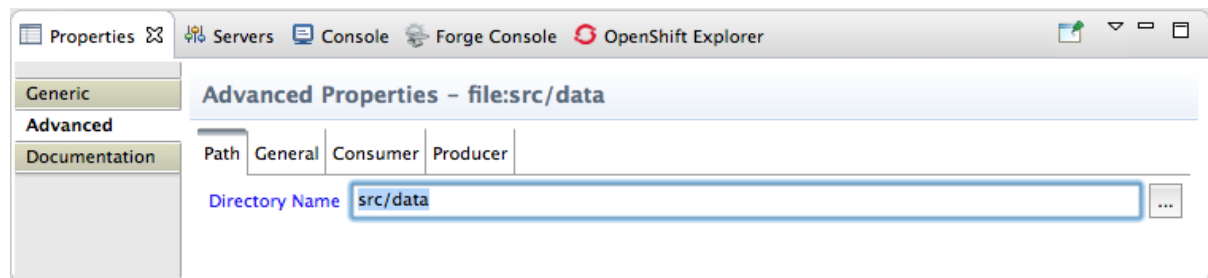 Properties Servers Console Forge Console OpenShift Explorer
Generic
Advanced
Documentation
Advanced Properties – file:src/data
Path General Consumer Producer
Directory Name src/data ...